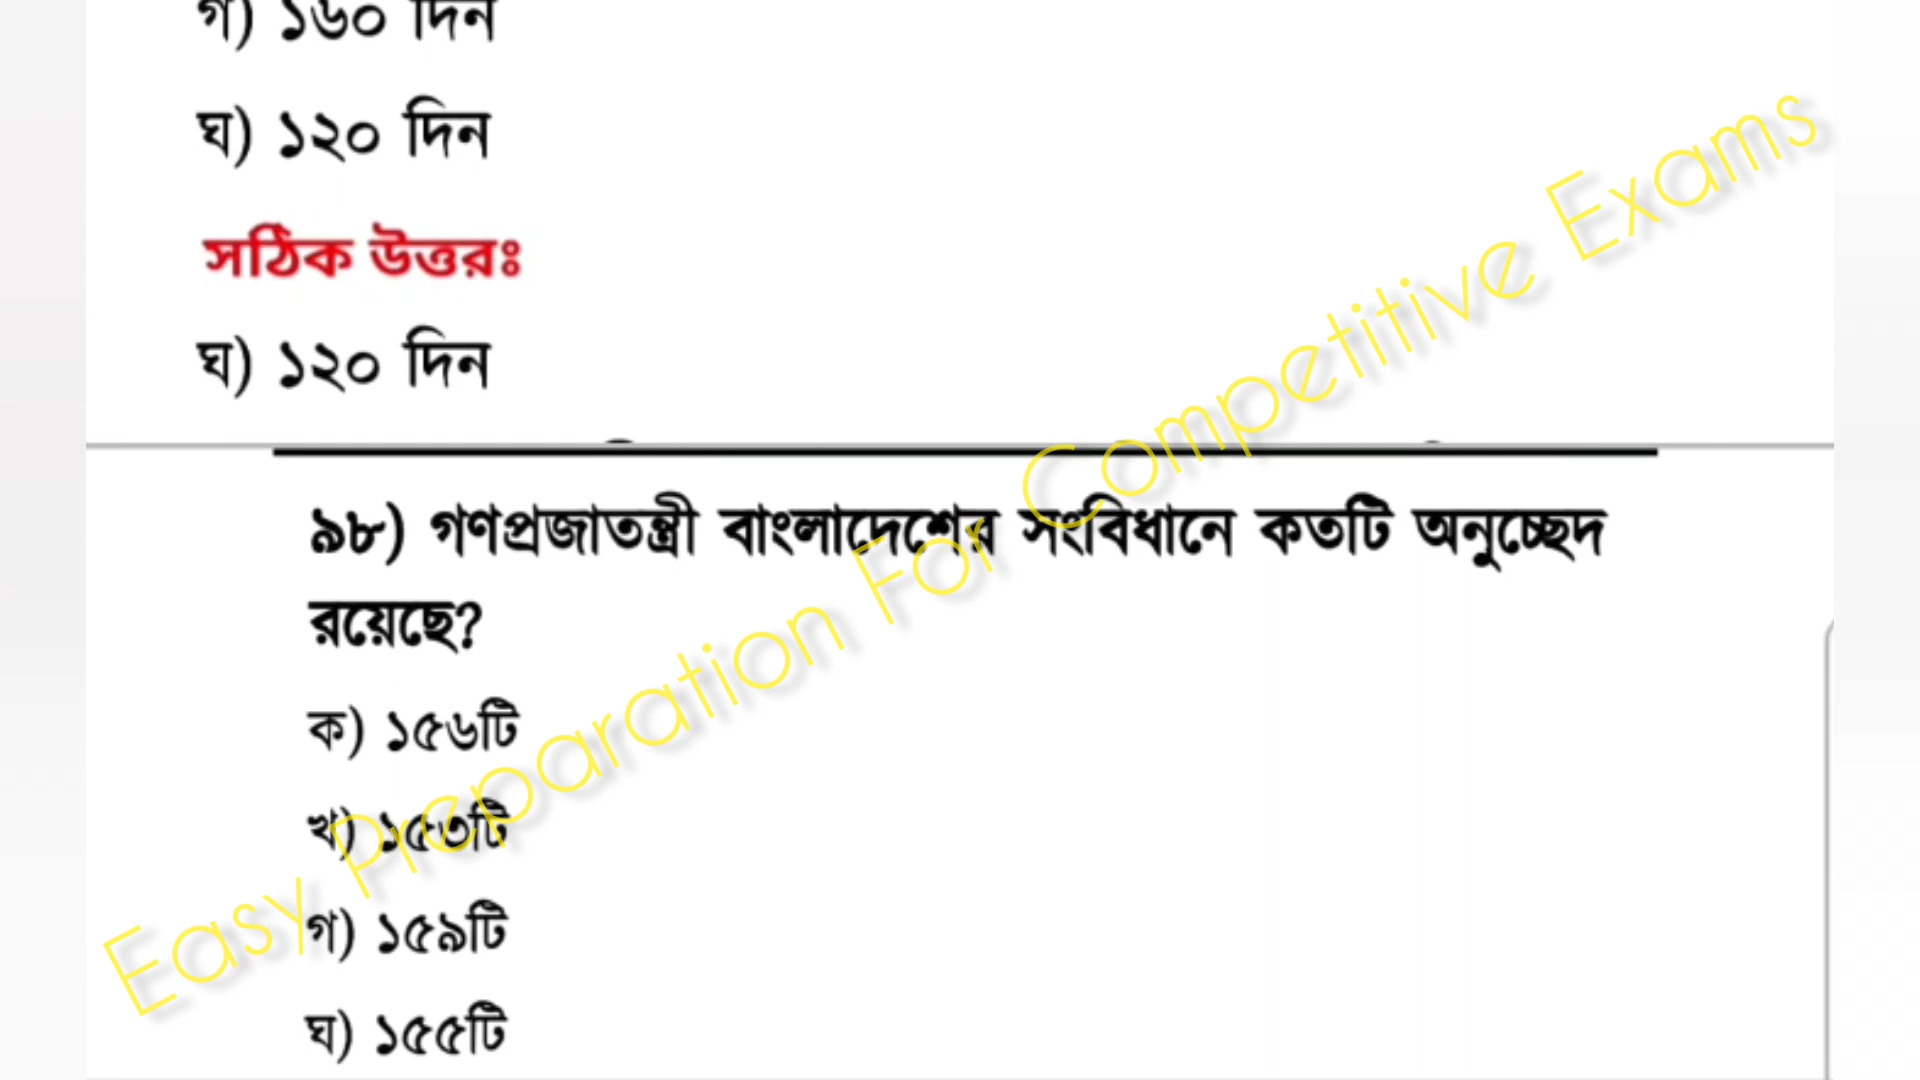 গ) ১৬০ দিন
ঘ) ১২০ দিন
সঠিক উত্তরঃ
ঘ) ১২০ দিন
৯৮) গণপ্রজাতন্ত্রী বাংলাদেশের সংবিধানে কতটি অনুচ্ছেদ
রয়েছে?
ক) ১৫৬টি
খ) ১৫৩টি
গ) ১৫৯টি
ঘ) ১৫৫টি
Easy Preparation For Competitive Exams